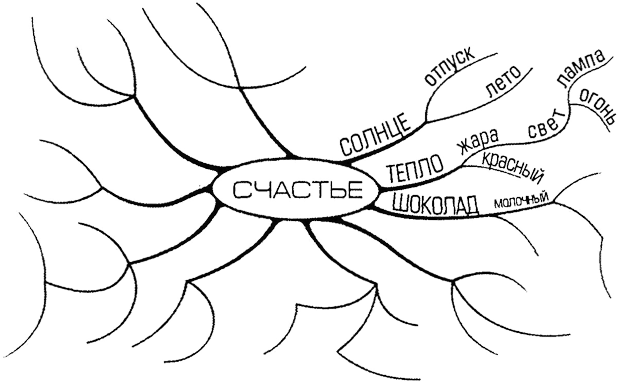 СЧАСТЬЕ
СОЛНЦЕ
отпуск
лето
ТЕПЛО
жара
свет
лампа
огонь
красный
ШОКОЛАД
молочный